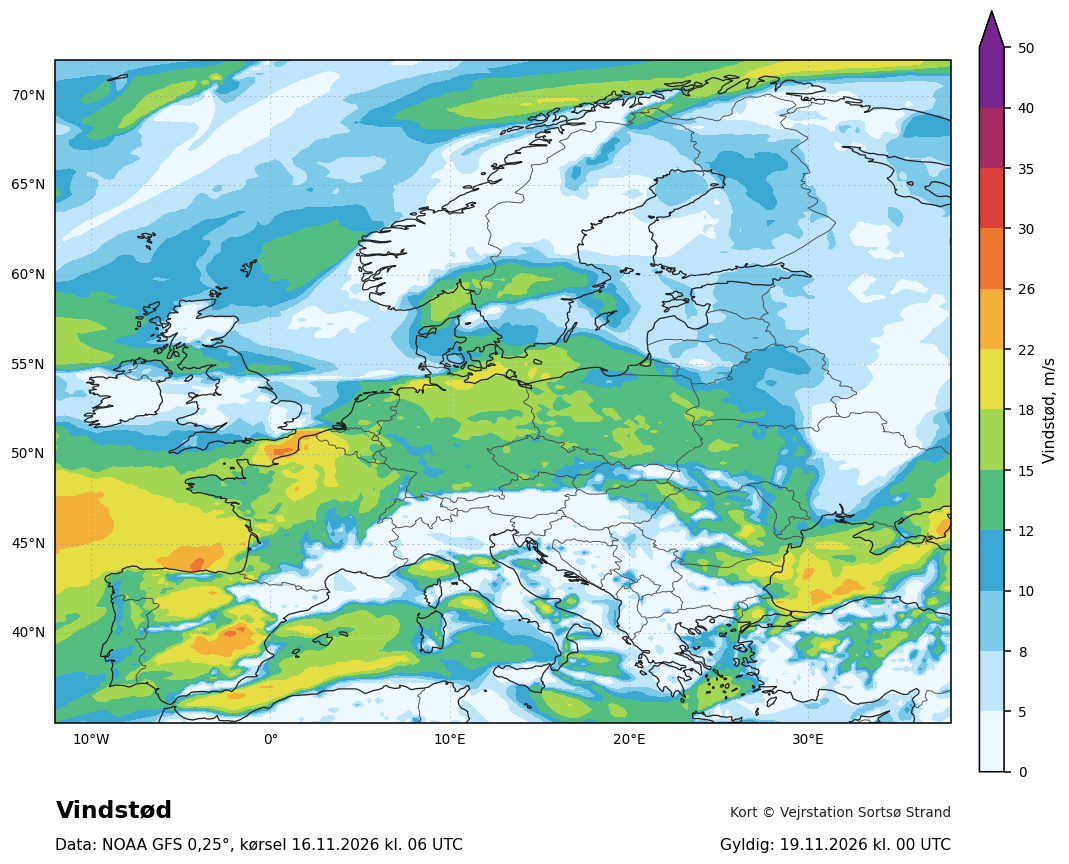 50
40
35
30
26
22
18
15
12
10
8
5
0
Vindstød, m/s
70°N
65°N
60°N
55°N
50°N
45°N
40°N
10°W
0°
10°E
20°E
30°E
Vindstød
Kort © Vejrstation Sortsø Strand
Data: NOAA GFS 0,25°, kørsel 16.11.2026 kl. 06 UTC
Gyldig: 19.11.2026 kl. 00 UTC